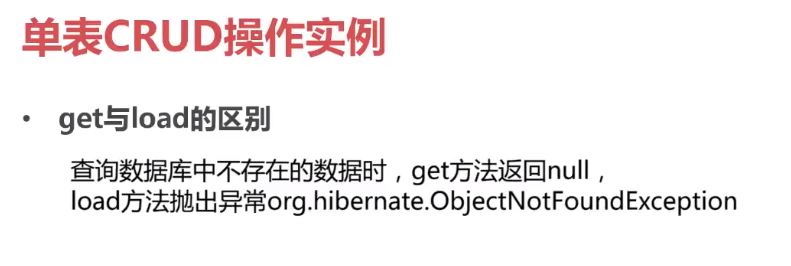 单表CRUD操作实例
• get与load的区别
查询数据库中不存在的数据时，get方法返回null，
load方法抛出异常org.hibernate.ObjectNotFoundException